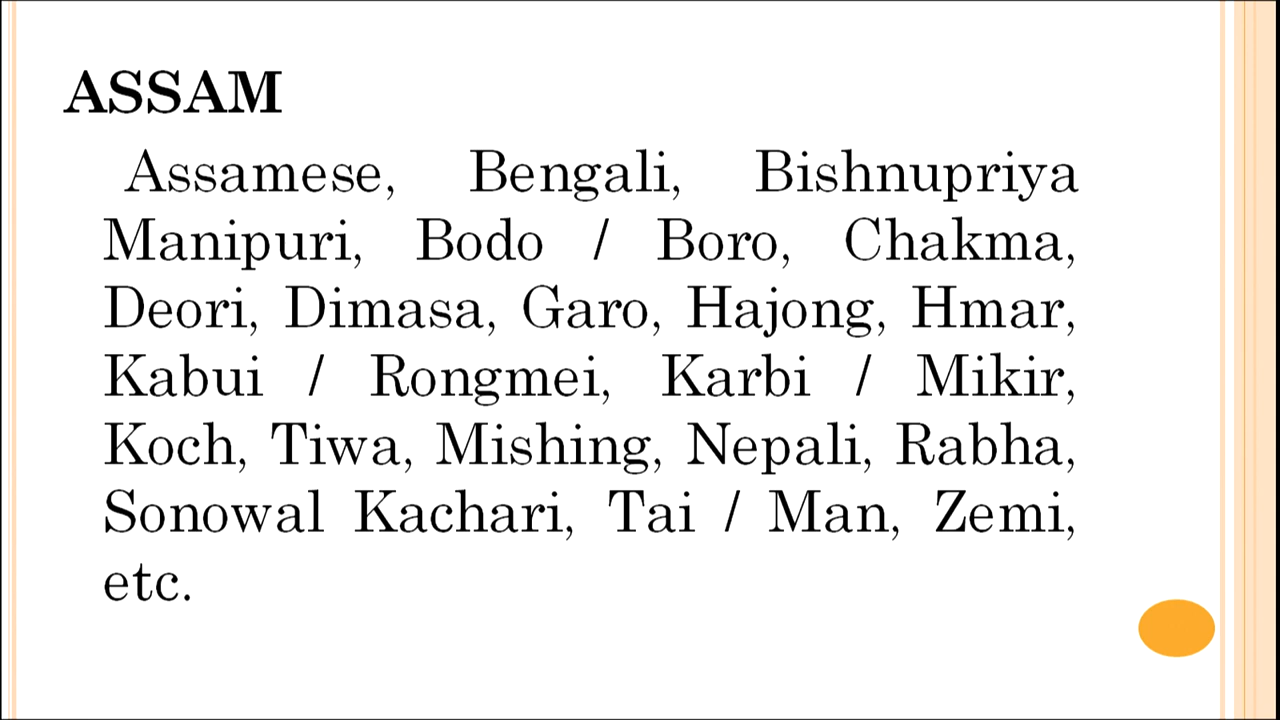 ASSAM
Assamese, Bengali, Bishnupriya
Manipuri, Bodo / Boro, Chakma,
Deori, Dimasa, Garo, Hajong, Hmar,
Kabui / Rongmei, Karbi / Mikir,
Koch, Tiwa, Mishing, Nepali, Rabha,
Sonowal Kachari, Tai / Man, Zemi,
etc.